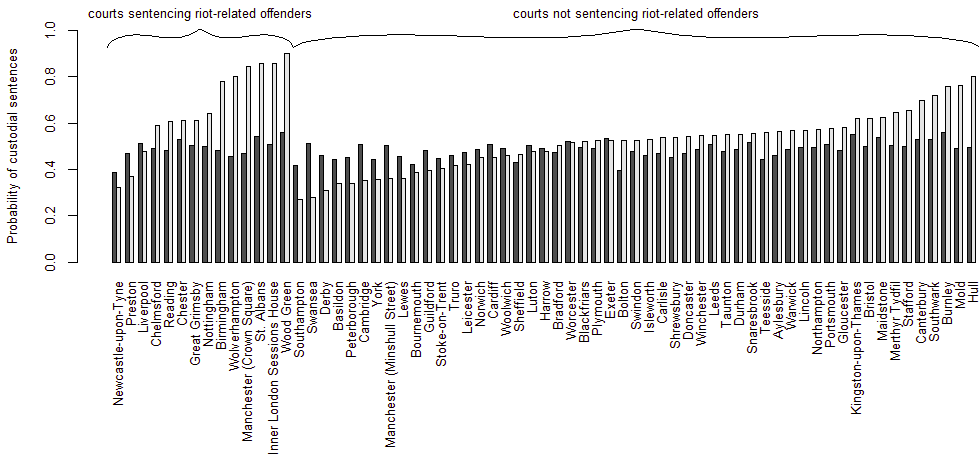 courts sentencing riot-related offenders
courts not sentencing riot-related offenders
Probability of custodial sentences
1.0
0.8
0.6
0.4
0.2
0.0
Newcastle-upon-Tyne
Preston
Liverpool
Chelmsford
Reading
Chester
Great Grimsby
Nottingham
Birmingham
Wolverhampton
Manchester (Crown Square)
St. Albans
Inner London Sessions House
Wood Green
Southampton
Swansea
Derby
Basildon
Peterborough
Cambridge
York
Manchester (Minshull Street)
Lewes
Bournemouth
Guildford
Stoke-on-Trent
Truro
Leicester
Norwich
Cardiff
Woolwich
Sheffield
Luton
Harrow
Bradford
Worcester
Blackfriars
Plymouth
Exeter
Bolton
Swindon
Isleworth
Carlisle
Shrewsbury
Doncaster
Winchester
Leeds
Taunton
Durham
Snaresbrook
Teesside
Aylesbury
Warwick
Lincoln
Northampton
Portsmouth
Gloucester
Kingston-upon-Thames
Bristol
Maidstone
Merthyr Tydfil
Stafford
Canterbury
Southwark
Burnley
Mold
Hull